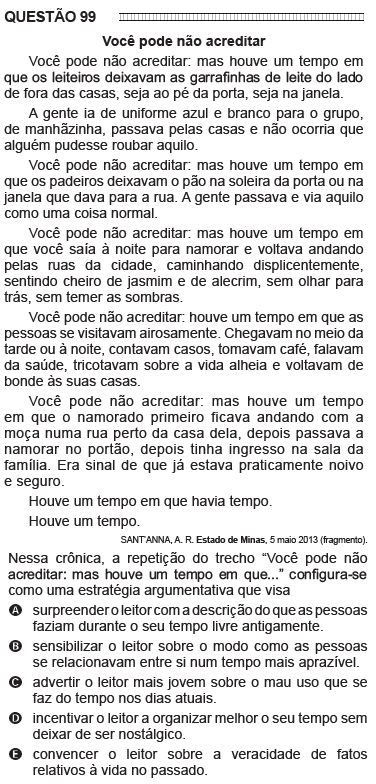 QUESTÃO 99
Você pode não acreditar
Você pode não acreditar: mas houve um tempo em
que os leiteiros deixavam as garrafinhas de leite do lado
de fora das casas, seja ao pé da porta, seja na janela.
A gente ia de uniforme azul e branco para o grupo,
de manhãzinha, passava pelas casas e não ocorria que
alguém pudesse roubar aquilo.
Você pode não acreditar: mas houve um tempo em
que os padeiros deixavam o pão na soleira da porta ou na
janela que dava para a rua. A gente passava e via aquilo
como uma coisa normal.
Você pode não acreditar: mas houve um tempo em
que você saía à noite para namorar e voltava andando
pelas ruas da cidade, caminhando displicentemente,
sentindo cheiro de jasmim e de alecrim, sem olhar para
trás, sem temer as sombras.
Você pode não acreditar: houve um tempo em que as
pessoas se visitavam airosamente. Chegavam no meio da
tarde ou à noite, contavam casos, tomavam café, falavam
da saúde, tricotavam sobre a vida alheia e voltavam de
bonde às suas casas.
Você pode não acreditar: mas houve um tempo
em que o namorado primeiro ficava andando com a
moça numa rua perto da casa dela, depois passava a
namorar no portão, depois tinha ingresso na sala da
família. Era sinal de que já estava praticamente noivo
e seguro.
Houve um tempo em que havia tempo.
Houve um tempo.
SANT'ANNA, A. R. Estado de Minas, 5 maio 2013 (fragmento).
Nessa crônica, a repetição do trecho “Você pode não
acreditar: mas houve um tempo em que...” configura-se
como uma estratégia argumentativa que visa
A surpreender o leitor com a descrição do que as pessoas
faziam durante o seu tempo livre antigamente.
B sensibilizar o leitor sobre o modo como as pessoas
se relacionavam entre si num tempo mais aprazível.
C advertir o leitor mais jovem sobre o mau uso que se
faz do tempo nos dias atuais.
D incentivar o leitor a organizar melhor o seu tempo sem
deixar de ser nostálgico.
E convencer o leitor sobre a veracidade de fatos
relativos à vida no passado.